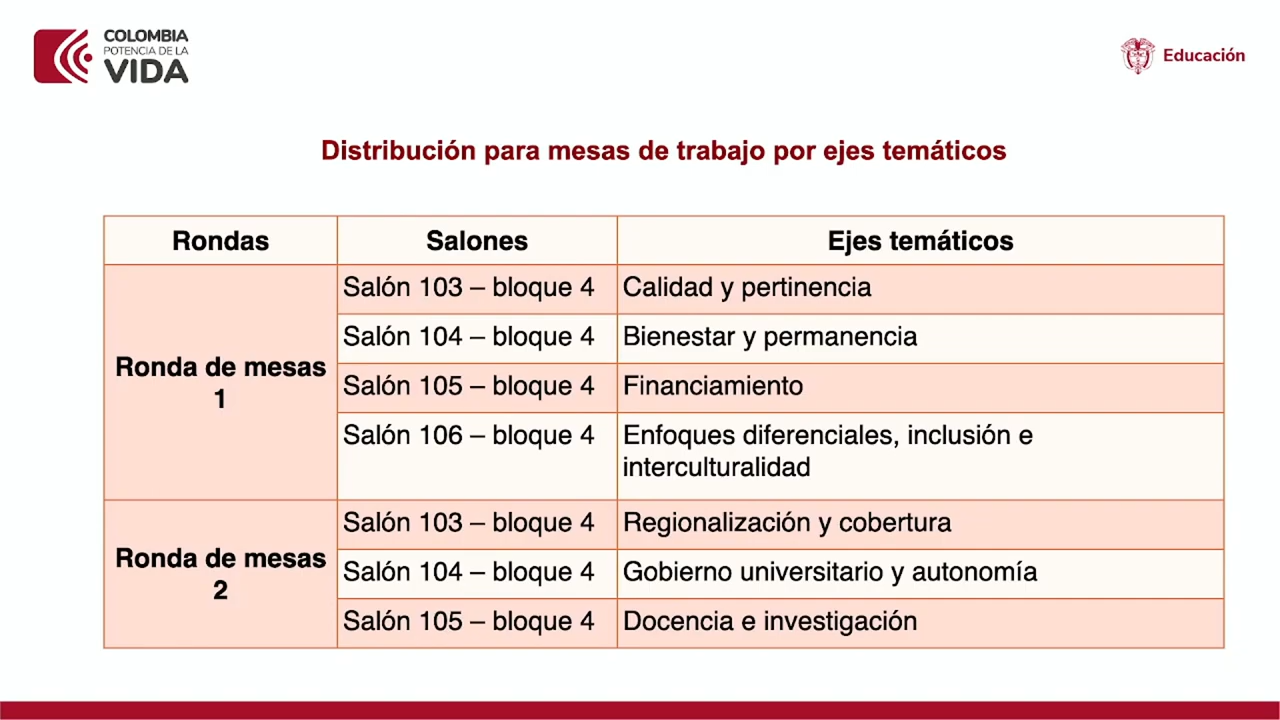 COLOMBIA
POTENCIA DE LA
VIDA
Educación
Distribución para mesas de trabajo por ejes temáticos
Rondas Salones Ejes temáticos
Ronda de mesas
1
Salón 103 – bloque 4 Calidad y pertinencia
Salón 104 – bloque 4 Bienestar y permanencia
Salón 105 – bloque 4 Financiamiento
Salón 106 – bloque 4 Enfoques diferenciales, inclusión e
interculturalidad
Ronda de mesas
2
Salón 103 – bloque 4 Regionalización y cobertura
Salón 104 – bloque 4 Gobierno universitario y autonomía
Salón 105 – bloque 4 Docencia e investigación